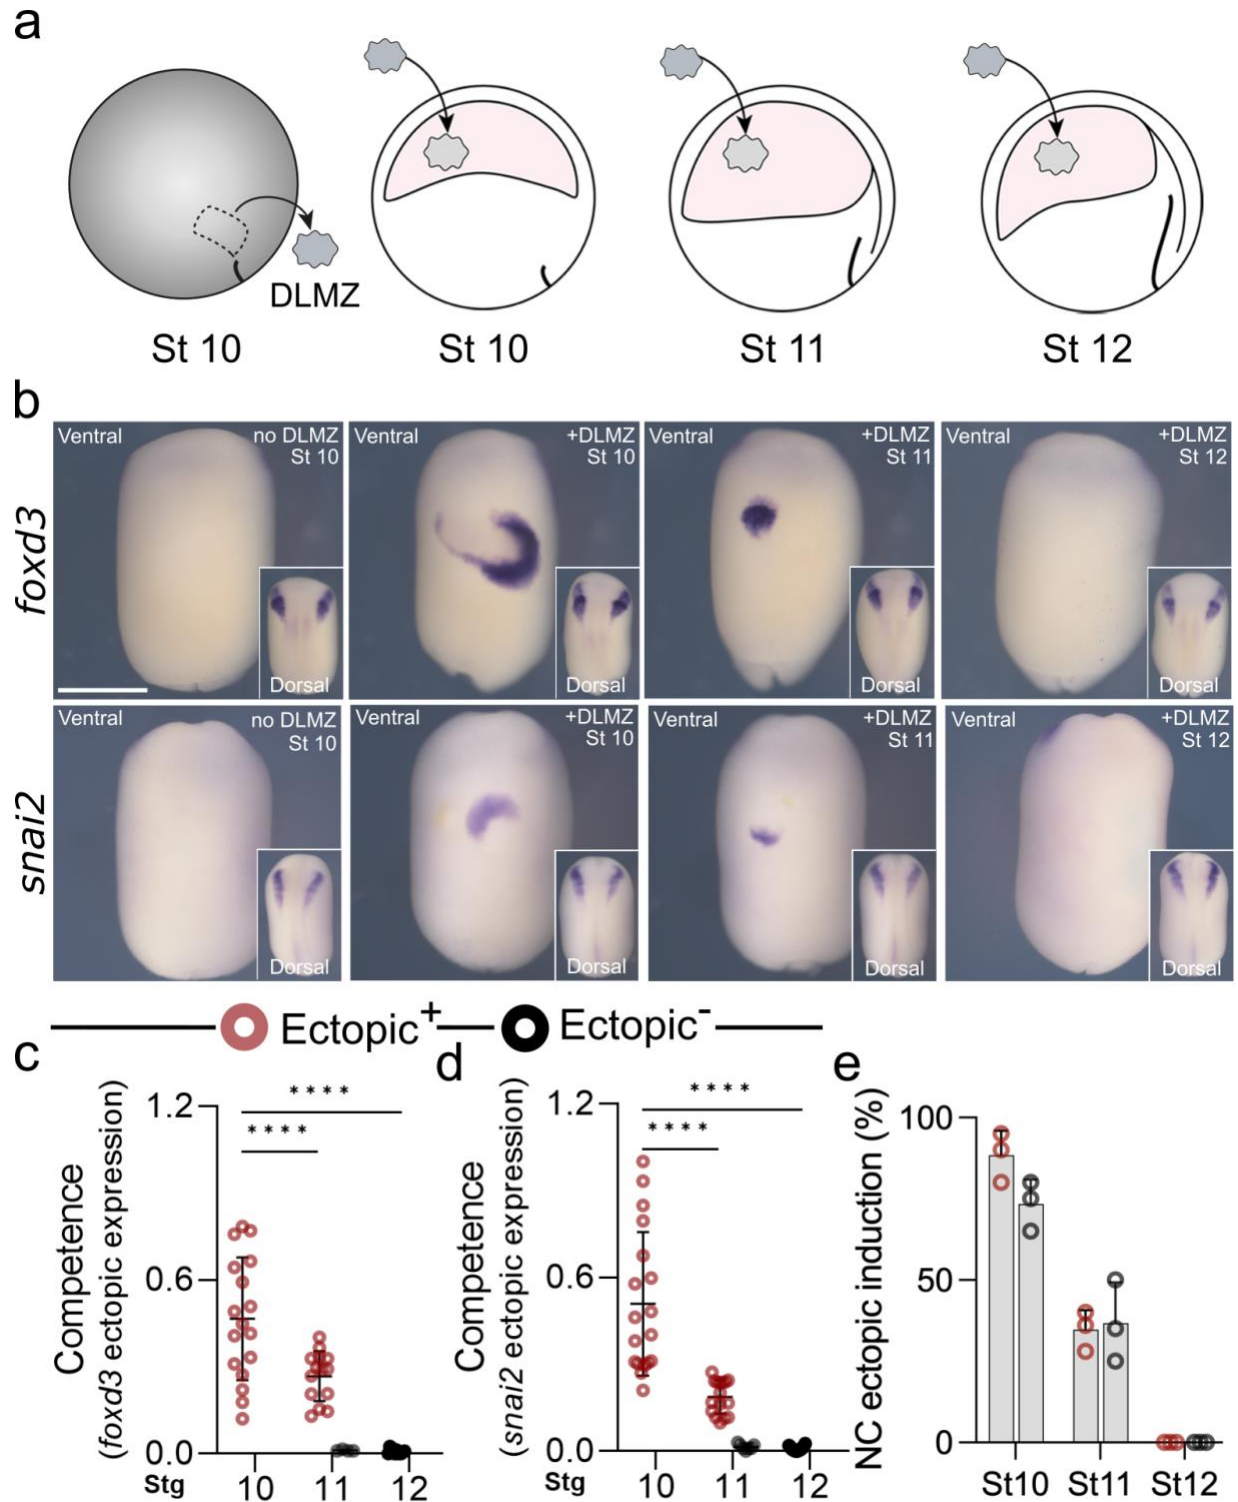 a
DLMZ
St 10
St 10
St 11
St 12
b
foxd3
Ventral
no DLMZ
St 10
Dorsal
Ventral
+DLMZ
St 10
Dorsal
Ventral
+DLMZ
St 11
Dorsal
Ventral
+DLMZ
St 12
Dorsal
snai2
Ventral
no DLMZ
St 10
Dorsal
Ventral
+DLMZ
St 10
Dorsal
Ventral
+DLMZ
St 11
Dorsal
Ventral
+DLMZ
St 12
Dorsal
Ectopic+
Ectopic-
c
Competence
(foxd3 ectopic expression)
1.2
0.6
0.0
****
****
Stg
10
11
12
d
Competence
(snai2 ectopic expression)
1.2
0.6
0.0
****
****
10
11
12
e
NC ectopic induction (%)
100
50
0
St10
St11
St12